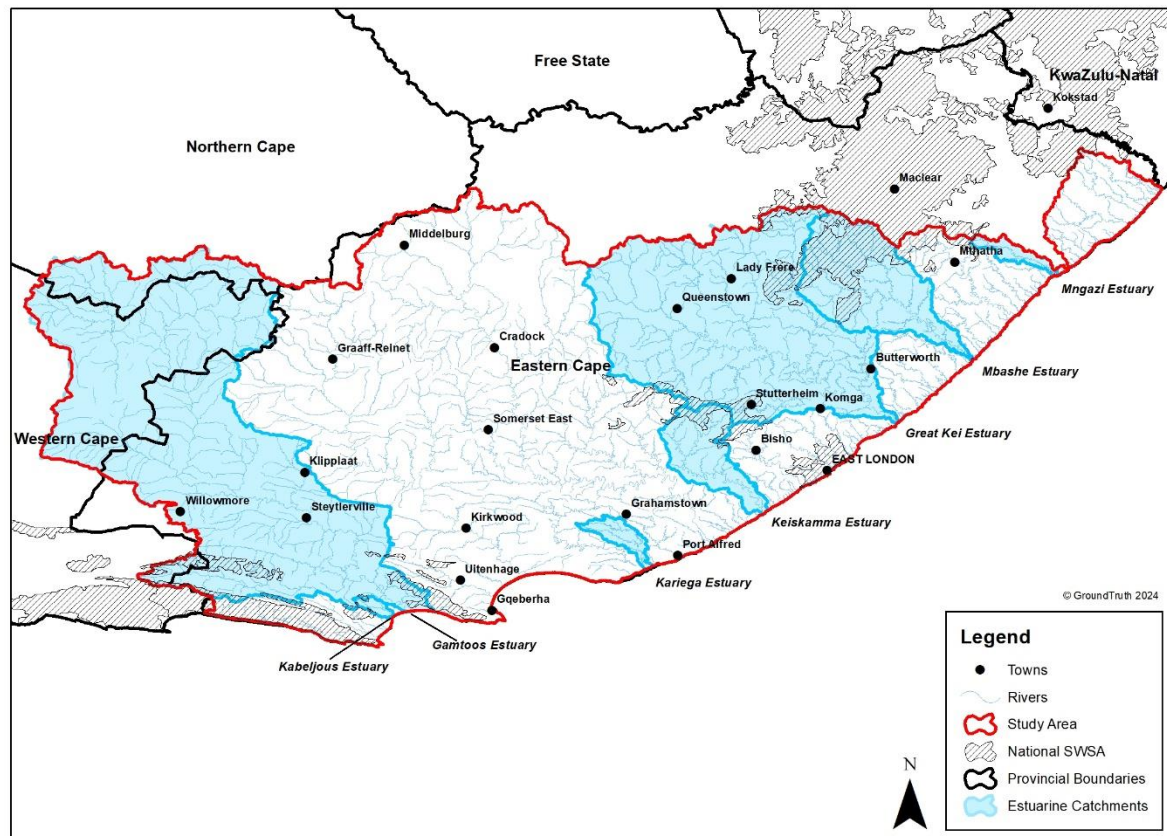 Free State
KwaZulu-Natal
Kokstad
Northern Cape
Maclear
Middelburg
Mthatha
Lady Frere
Mngazi Estuary
Queenstown
Cradock
Graaff-Reinet
Eastern Cape
Butterworth
Mbashe Estuary
Stutterheim
Komga
Somerset East
Great Kei Estuary
Western Cape
Bisho
EAST LONDON
Klipplaat
Willowmore
Steytlerville
Grahamstown
Keiskamma Estuary
Kirkwood
Port Alfred
Uitenhage
Kariega Estuary
Gqeberha
© GroundTruth 2024
Gamtoos Estuary
Kabeljous Estuary
Legend
Towns
Rivers
Study Area
National SWSA
Provincial Boundaries
Estuarine Catchments
N